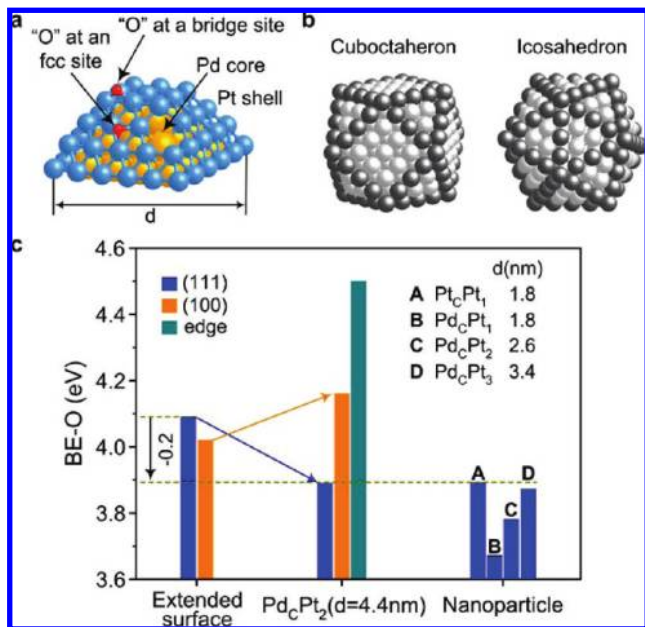 a
"O" at a bridge site
"O" at an
fcc site
Pd core
Pt shell
d
b
Cuboctaheron
Icosahedron
c
BE-O (eV)
4.6
4.4
4.2
4.0
3.8
3.6
(111)
(100)
edge
d(nm)
A PtCPt1 1.8
B PdCPt1 1.8
C PdCPt2 2.6
D PdCPt3 3.4
-0.2
A
B
C
D
Extended
surface
PdCPt2(d=4.4nm)
Nanoparticle